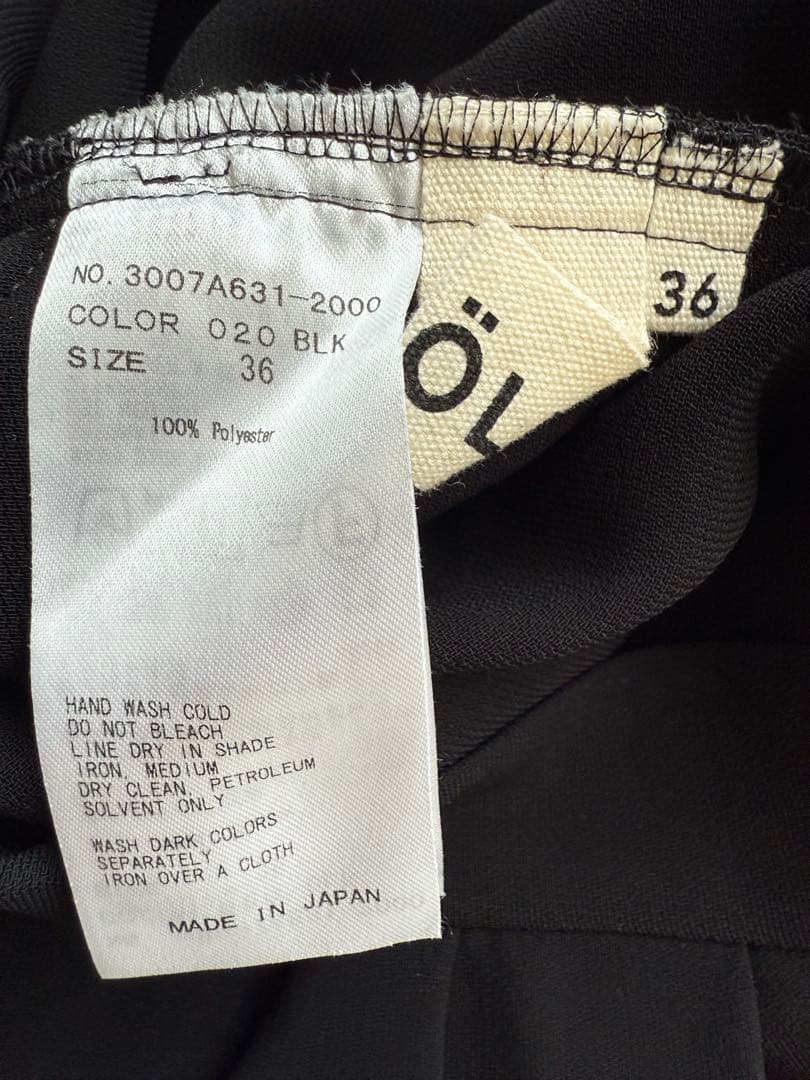 NO. 3007A631-2000
COLOR 020 BLK
SIZE 36
100% Polyester
HAND WASH COLD
DO NOT BLEACH
LINE DRY IN SHADE
IRON, MEDIUM
DRY CLEAN, PETROLEUM
SOLVENT ONLY
WASH DARK COLORS
SEPARATELY
IRON OVER A CLOTH
MADE IN JAPAN
ÖL
36